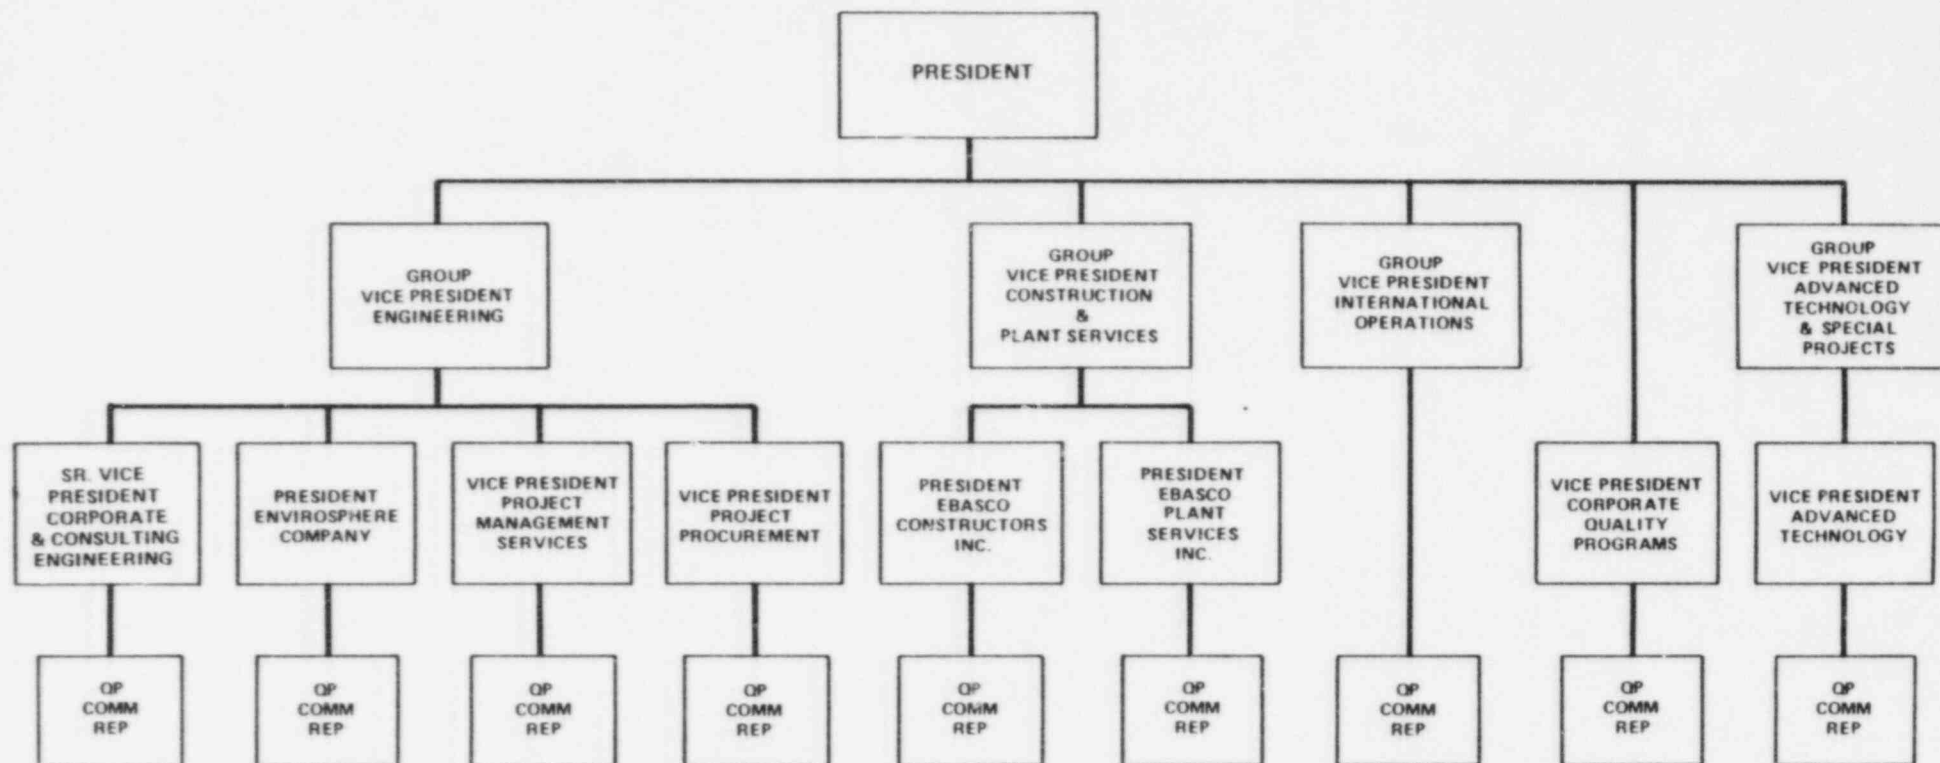 PRESIDENT
GROUP
VICE PRESIDENT
ENGINEERING
GROUP
VICE PRESIDENT
CONSTRUCTION
&
PLANT SERVICES
GROUP
VICE PRESIDENT
INTERNATIONAL
OPERATIONS
GROUP
VICE PRESIDENT
ADVANCED
TECHNOLOGY
& SPECIAL
PROJECTS
SR. VICE
PRESIDENT
CORPORATE
& CONSULTING
ENGINEERING
PRESIDENT
ENVIROSPHERE
COMPANY
VICE PRESIDENT
PROJECT
MANAGEMENT
SERVICES
VICE PRESIDENT
PROJECT
PROCUREMENT
PRESIDENT
EBASCO
CONSTRUCTORS
INC.
PRESIDENT
EBASCO
PLANT
SERVICES
INC.
VICE PRESIDENT
CORPORATE
QUALITY
PROGRAMS
VICE PRESIDENT
ADVANCED
TECHNOLOGY
QP
COMM
REP
QP
COMM
REP
QP
COMM
REP
QP
COMM
REP
QP
COMM
REP
QP
COMM
REP
QP
COMM
REP
QP
COMM
REP
QP
COMM
REP